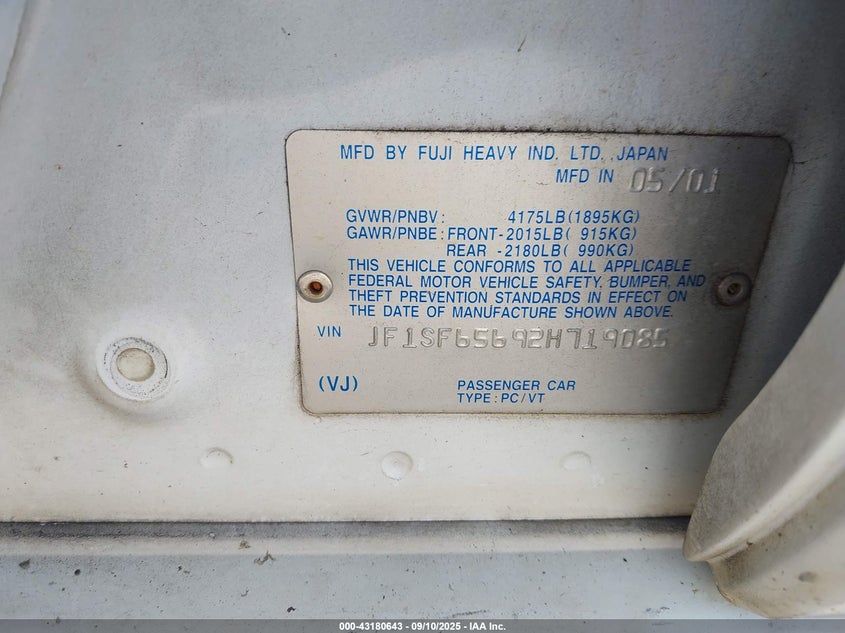 MFD BY FUJI HEAVY IND. LTD. JAPAN
MFD IN 05/01
GVWR/PNBV: 4175LB(1895KG)
GAWR/PNBE: FRONT-2015LB( 915KG)
REAR -2180LB( 990KG)
THIS VEHICLE CONFORMS TO ALL APPLICABLE
FEDERAL MOTOR VEHICLE SAFETY, BUMPER, AND
THEFT PREVENTION STANDARDS IN EFFECT ON
THE DATE OF MANUFACTURE SHOWN ABOVE.
VIN JF1SF65692H719085
(VJ) PASSENGER CAR
TYPE: PC/VT
000-43180643 - 09/10/2025 - IAA Inc.